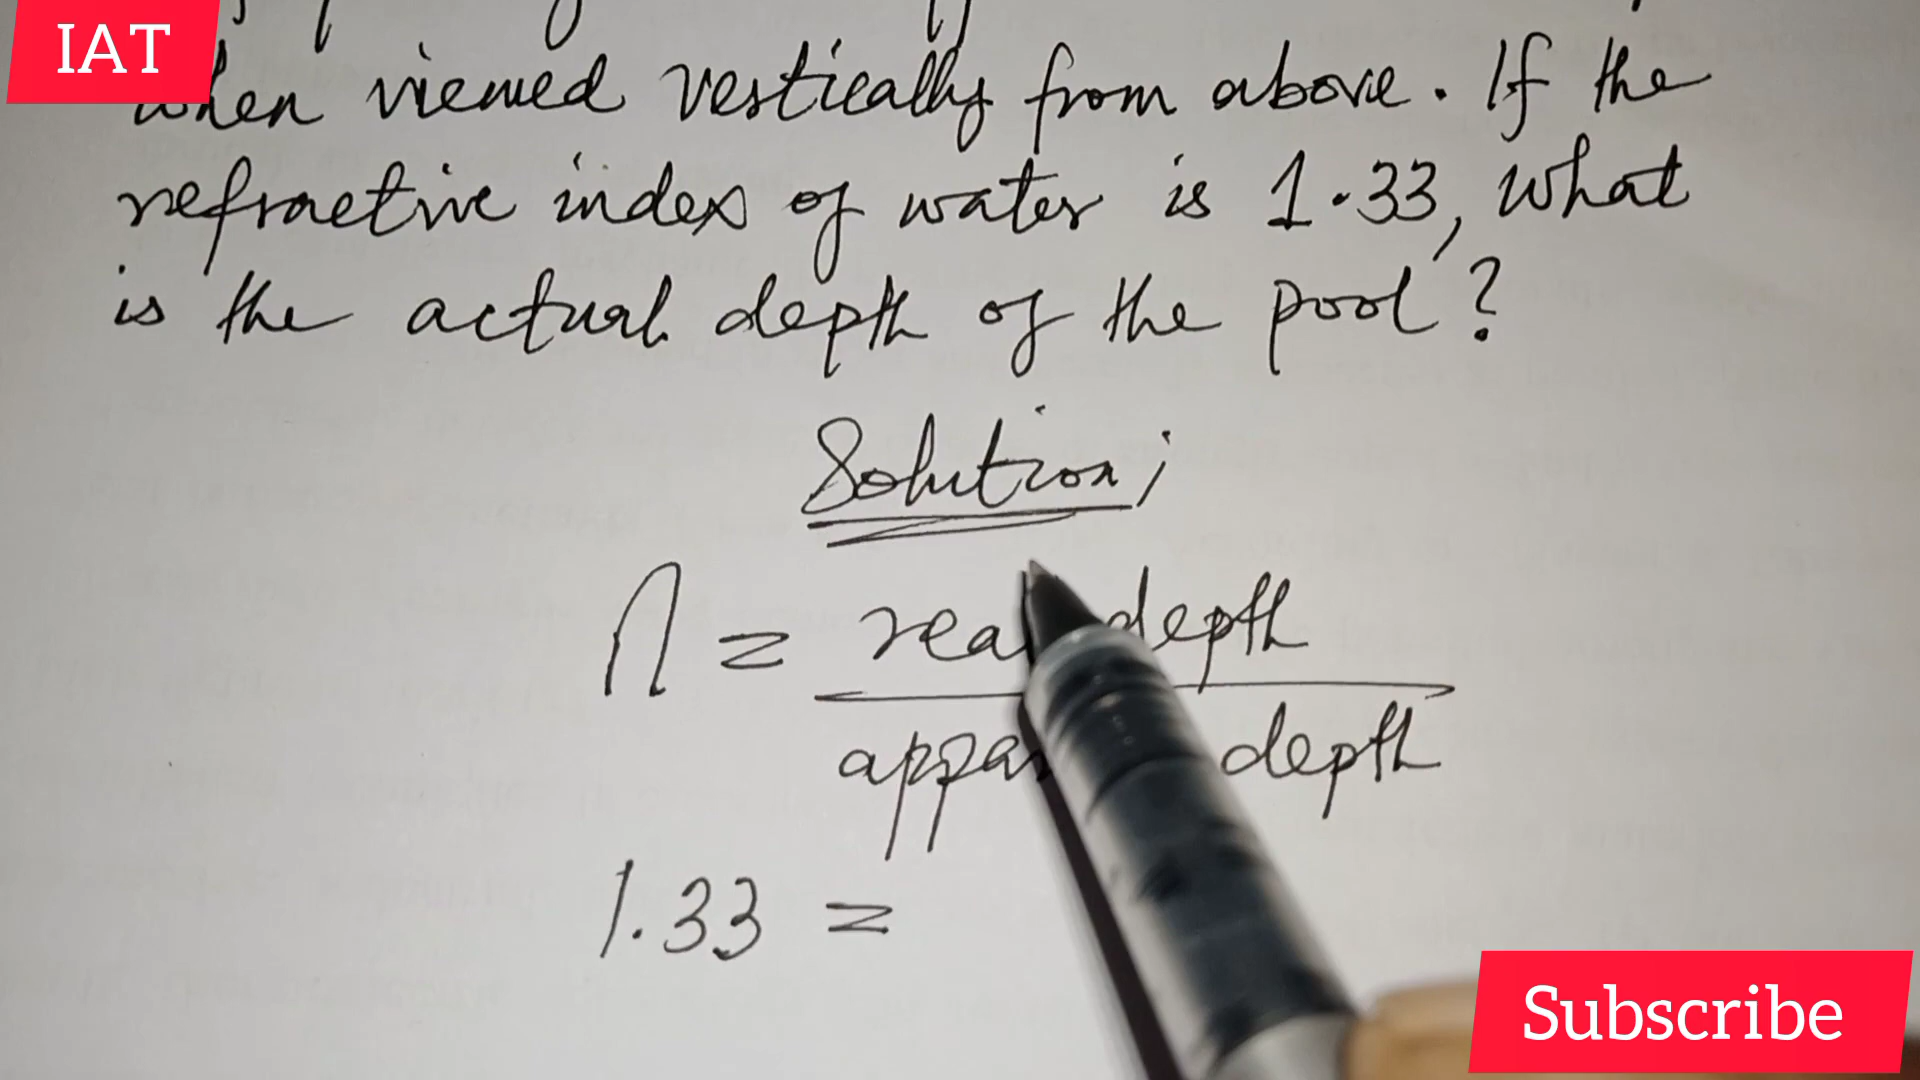 IAT
when viewed vertically from above. If the
refractive index of water is 1.33, what
is the actual depth of the pool?
Solution;
n = depth
depth
1.33 =
Subscribe